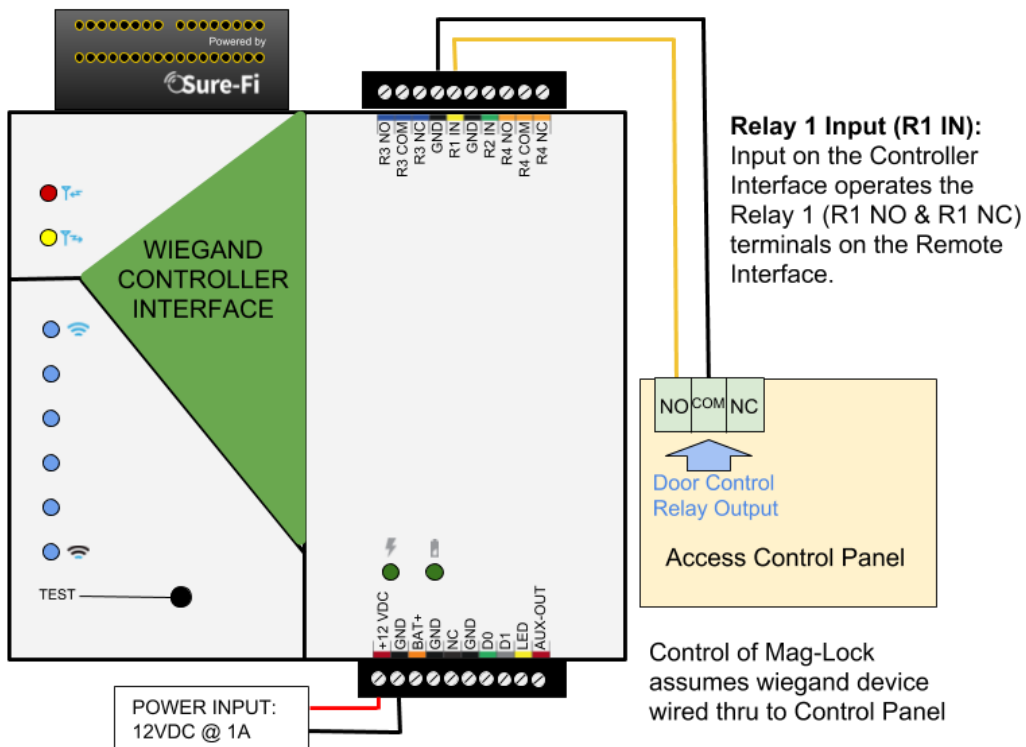 Powered by
Sure-Fi
R3 NO
R3 COM
R3 NC
GND
R1 IN
GND
R2 IN
R4 NO
R4 COM
R4 NC
Relay 1 Input (R1 IN):
Input on the Controller
Interface operates the
Relay 1 (R1 NO & R1 NC)
terminals on the Remote
Interface.
WIEGAND
CONTROLLER
INTERFACE
NO
COM
NC
Door Control
Relay Output
Access Control Panel
TEST
+12 VDC
GND
BAT+
GND
NC
GND
D0
D1
LED
AUX-OUT
Control of Mag-Lock
assumes wiegand device
wired thru to Control Panel
POWER INPUT:
12VDC @ 1A